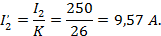 I′₂ = I₂/K = 250/26 = 9,57 A.